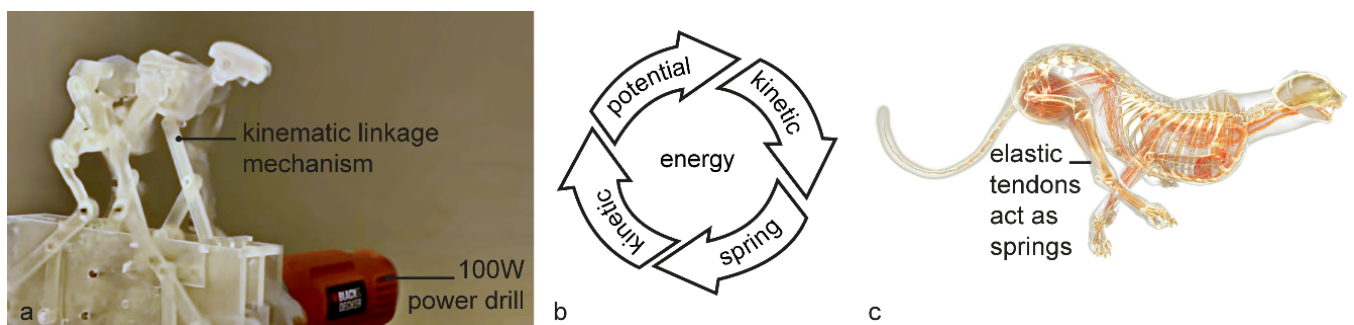 kinematic linkage
mechanism
100W
power drill
BLACK&
DECKER
a
potential
kinetic
spring
kinetic
energy
b
elastic
tendons
act as
springs
c